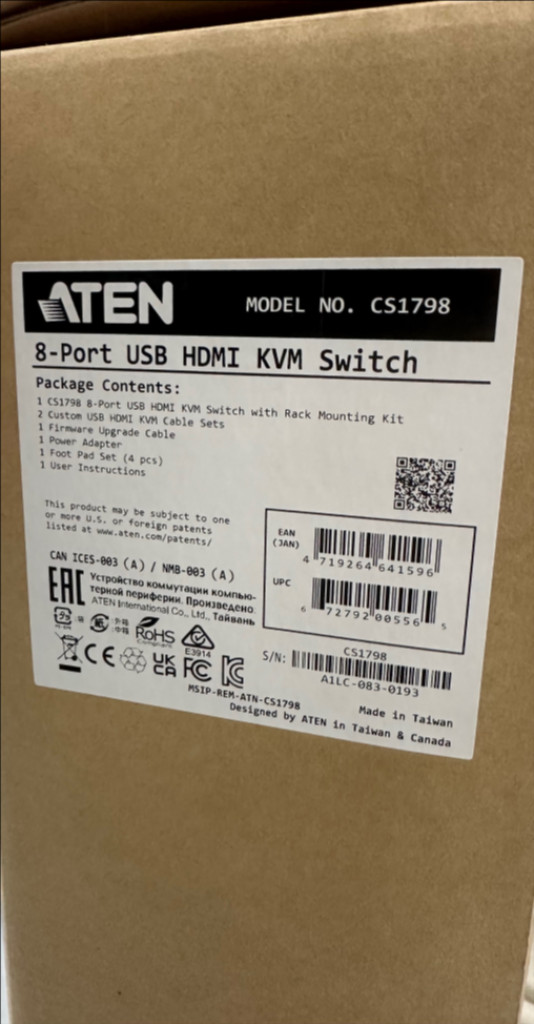 ATEN
MODEL NO. CS1798
8-Port USB HDMI KVM Switch
Package Contents:
1 CS1798 8-Port USB HDMI KVM Switch with Rack Mounting Kit
2 Custom USB HDMI KVM Cable Sets
1 Firmware Upgrade Cable
1 Power Adapter
1 Foot Pad Set (4 pcs)
1 User Instructions
This product may be subject to one
or more U.S. or foreign patents
listed at www.aten.com/patents/
EAN
(JAN)
4 719264 641596
UPC
6 72792 00556 5
CAN ICES-003 (A) / NMB-003 (A)
EAC
Устройство коммутации компью-
терной периферии. Произведено.
ATEN International Co., Ltd., Тайвань
RoHS
E3914
CE
UK
CA
FC
S/N:
CS1798
A1LC-083-0193
MSIP-REM-ATN-CS1798
Made in Taiwan
Designed by ATEN in Taiwan & Canada